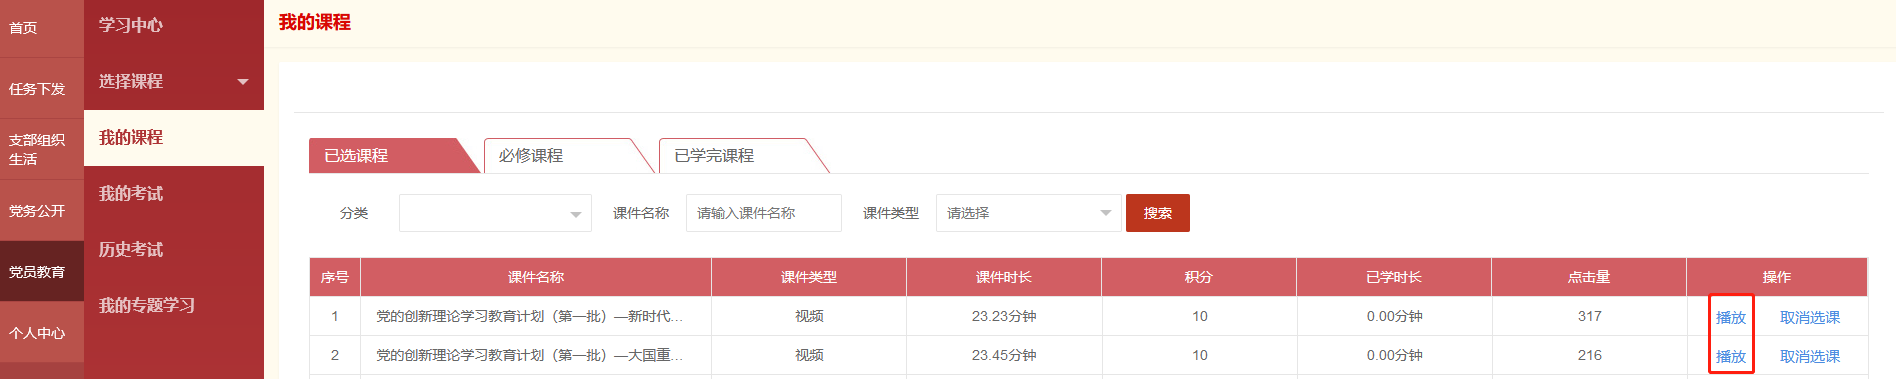 首页
任务下发
支部组织
生活
党务公开
党员教育
个人中心
学习中心
选择课程
我的课程
我的考试
历史考试
我的专题学习
我的课程
已选课程 必修课程 已学完课程
分类 课件名称 请输入课件名称 课件类型 请选择 搜索
序号 课件名称 课件类型 课件时长 积分 已学时长 点击量 操作
1 党的创新理论学习教育计划（第一批）—新时代... 视频 23.23分钟 10 0.00分钟 317 播放 取消选课
2 党的创新理论学习教育计划（第一批）—大国重... 视频 23.45分钟 10 0.00分钟 216 播放 取消选课